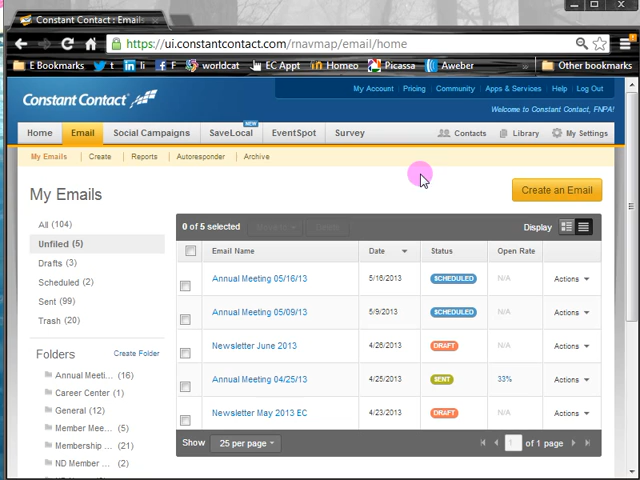 Constant Contact : Emails
https://ui.constantcontact.com/rnavmap/email/home
E Bookmarks t li F worldcat EC Appt Homeo Picassa Aweber » Other bookmarks
My Account Pricing Community Apps & Services Help Log Out
Constant Contact
Welcome to Constant Contact, FNPA!
NEW
Home Email Social Campaigns SaveLocal EventSpot Survey Contacts Library My Settings
My Emails Create Reports Autoresponder Archive
My Emails
Create an Email
All (104)
0 of 5 selected Display
Unfiled (5)
Email Name Date Status Open Rate
Drafts (3)
Annual Meeting 05/16/13 5/16/2013 SCHEDULED N/A Actions
Scheduled (2)
Sent (99)
Annual Meeting 05/09/13 5/9/2013 SCHEDULED N/A Actions
Trash (20)
Newsletter June 2013 4/26/2013 DRAFT N/A Actions
Folders Create Folder
Annual Meeti... (16)
Annual Meeting 04/25/13 4/25/2013 SENT 33% Actions
Career Center (1)
General (12)
Newsletter May 2013 EC 4/23/2013 DRAFT N/A Actions
Member Mee... (5)
Membership ... (21)
Show 25 per page 1 of 1 page
ND Member ... (2)